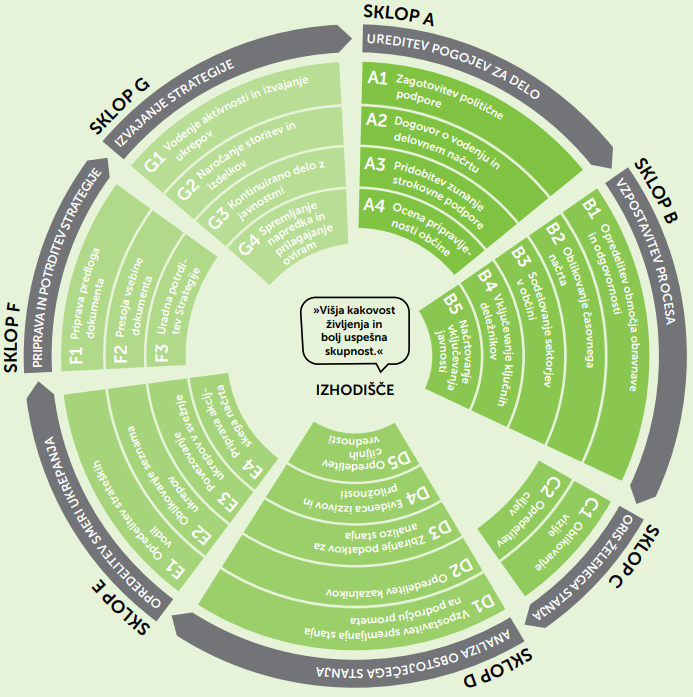 SKLOP A
UREDITEV POGOJEV ZA DELO
A1 Zagotovitev politične
podpore
A2 Dogovor o vodenju in
delovnem načrtu
A3 Pridobitev zunanje
strokovne podpore
A4 Ocena pripravlje-
nosti občine
SKLOP B
VZPOSTAVITEV PROCESA
B1 Opredelitev območja obravnave
in odgovornosti
B2 Oblikovanje časovnega
načrta
B3 Sodelovanje sektorjev
v občini
B4 Vključevanje ključnih
deležnikov
B5 Načrtovanje
vključevanja
javnosti
SKLOP C
ORIS ŽELENEGA STANJA
C1 Oblikovanje
vizije
C2 Opredelitev
ciljev
SKLOP D
ANALIZA OBSTOJEČEGA STANJA
D1 Vzpostavitev spremljanja stanja
na področju prometa
D2 Opredelitev kazalnikov
D3 Zbiranje podatkov za
analizo stanja
D4 Evidenca izzivov in
priložnosti
D5 Opredelitev
ciljnih
vrednosti
SKLOP E
OPREDELITEV SMERI UKREPANJA
E1 Opredelitev strateških
vodil
E2 Oblikovanje seznama
ukrepov
E3 Povezovanje
ukrepov v svežnje
E4 Priprava akcij-
skega načrta
SKLOP F
PRIPRAVA IN POTRDITEV STRATEGIJE
F1 Priprava predloga
dokumenta
F2 Presoja vsebine
dokumenta
F3 Uradna potrdi-
tev Strategije
SKLOP G
IZVAJANJE STRATEGIJE
G1 Vodenje aktivnosti in izvajanje
ukrepov
G2 Naročanje storitev in
izdelkov
G3 Kontinuirano delo z
javnostmi
G4 Spremljanje
napredka in
prilagajanje
oviram
»Višja kakovost
življenja in
bolj uspešna
skupnost.«
IZHODIŠČE